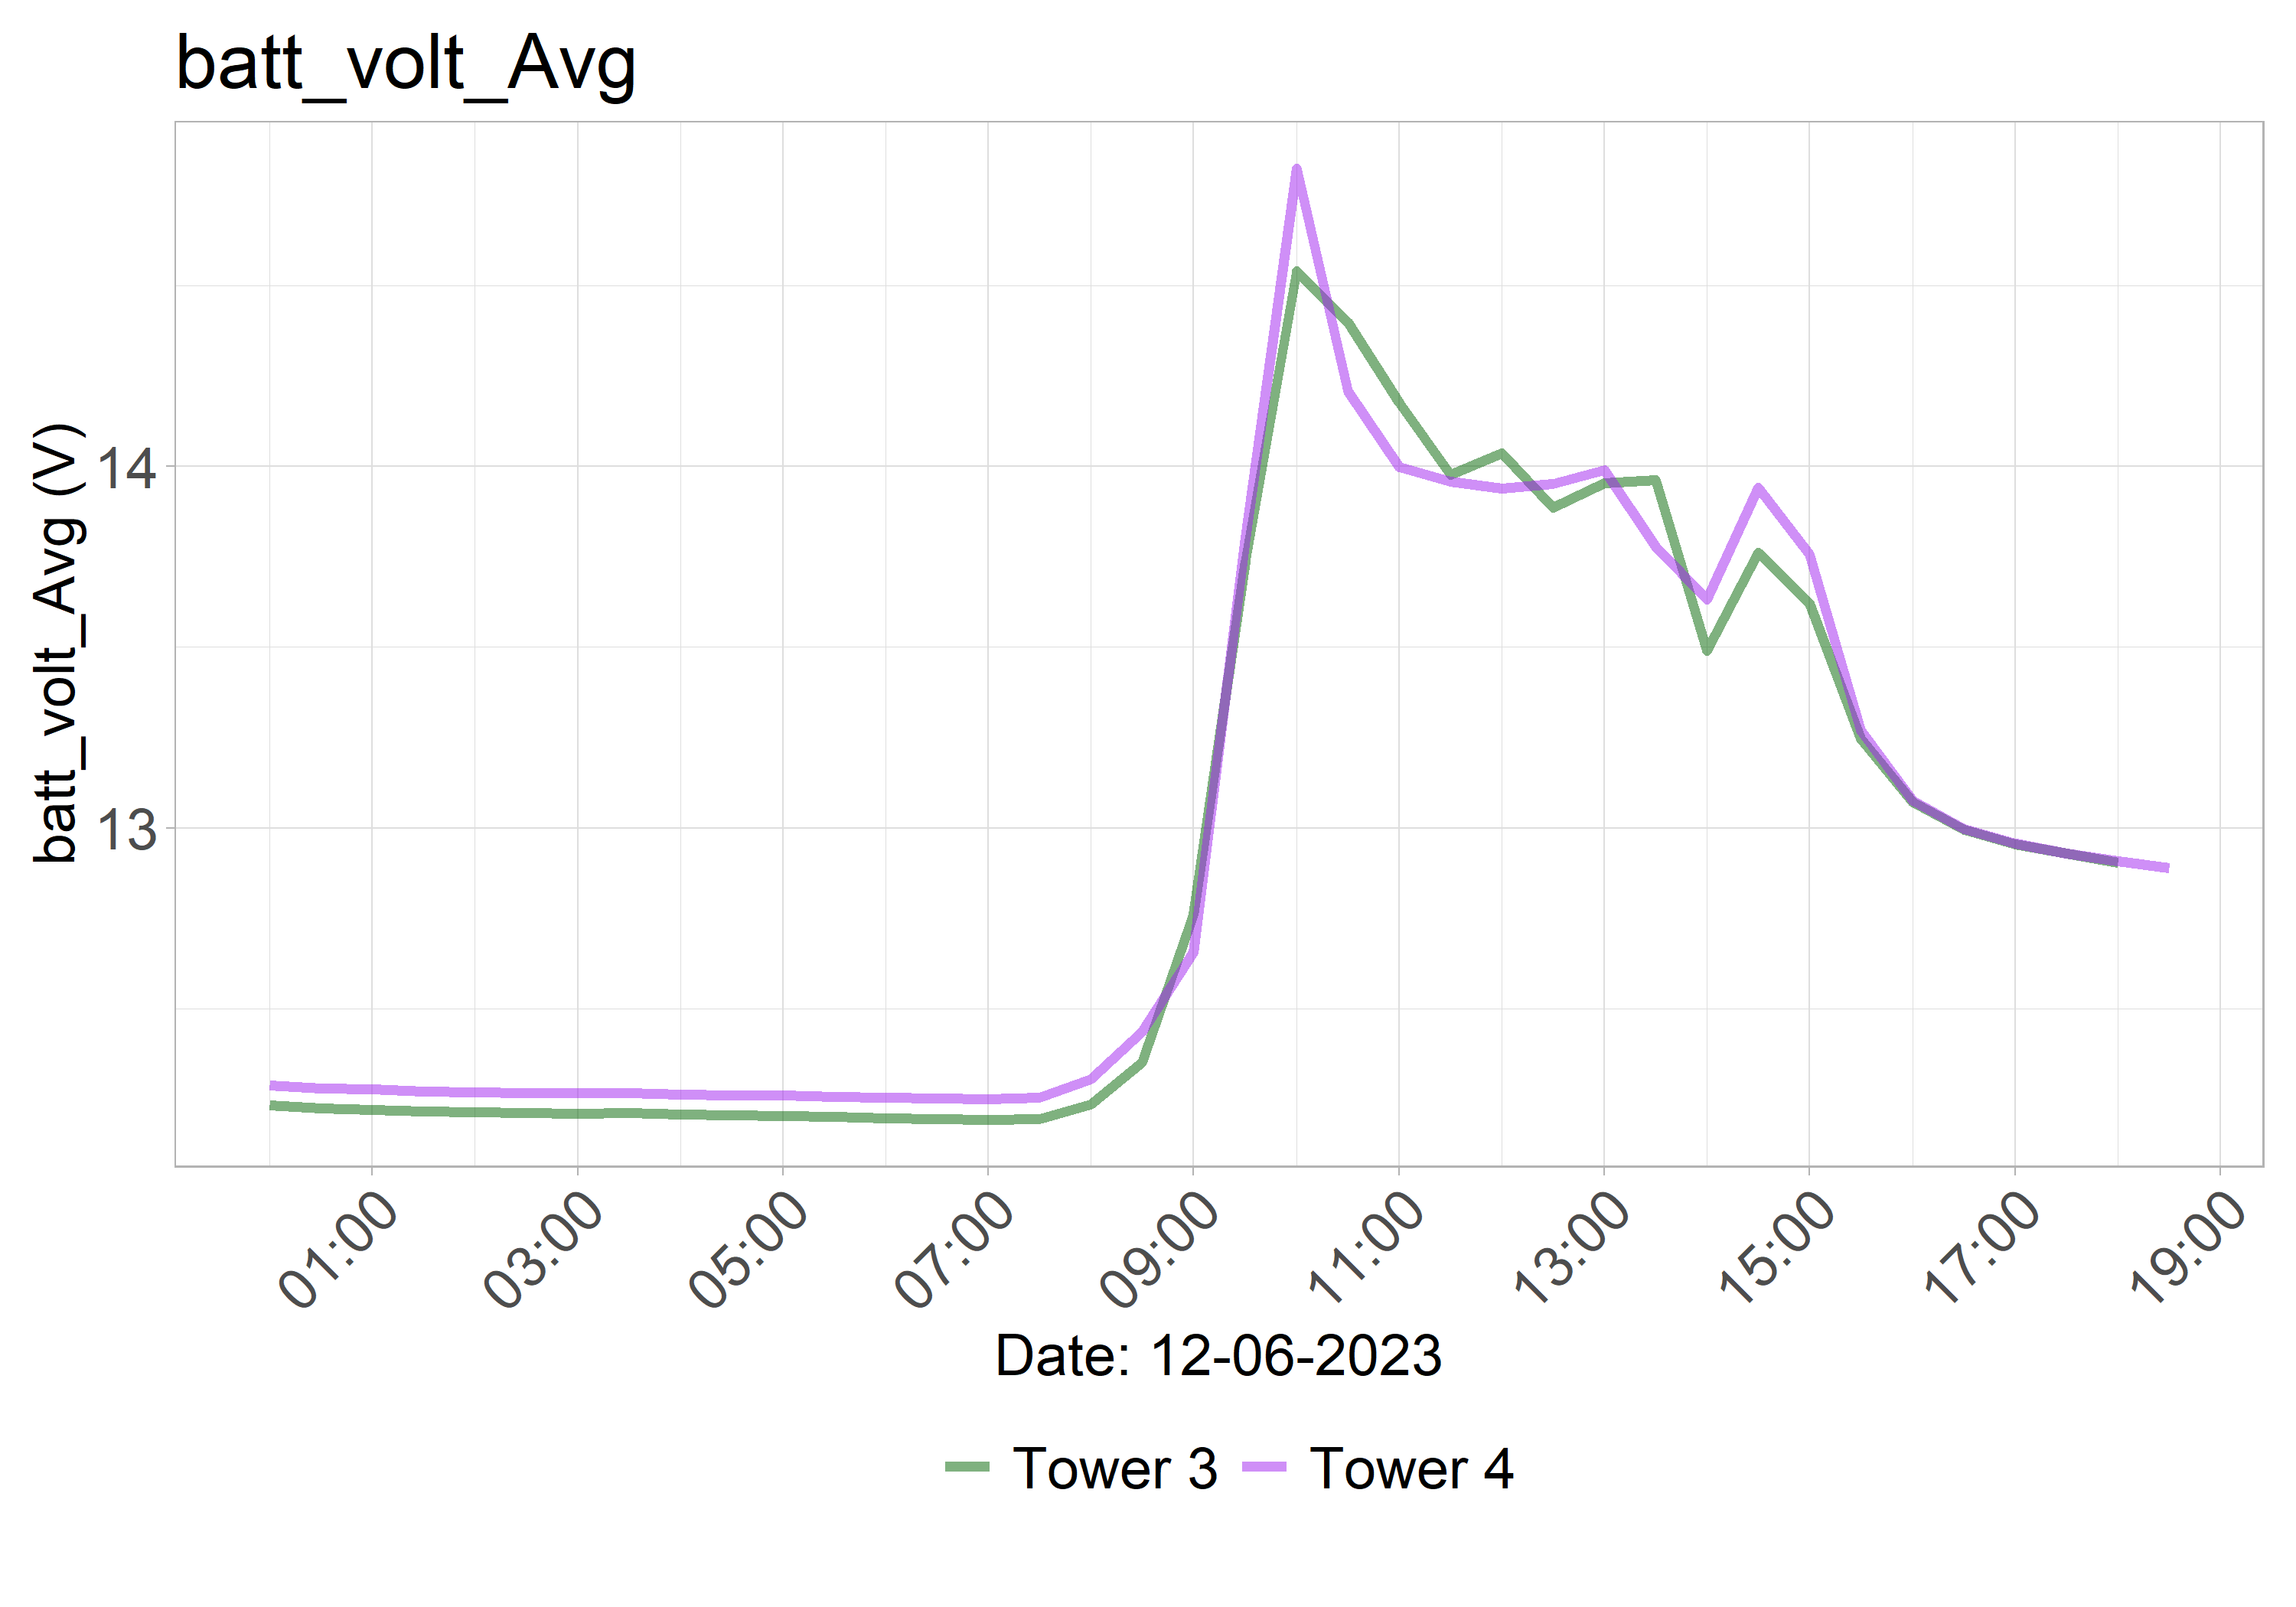 batt_volt_Avg
batt_volt_Avg (V)
14
13
01:00 03:00 05:00 07:00 09:00 11:00 13:00 15:00 17:00 19:00
Date: 12-06-2023
Tower 3 Tower 4